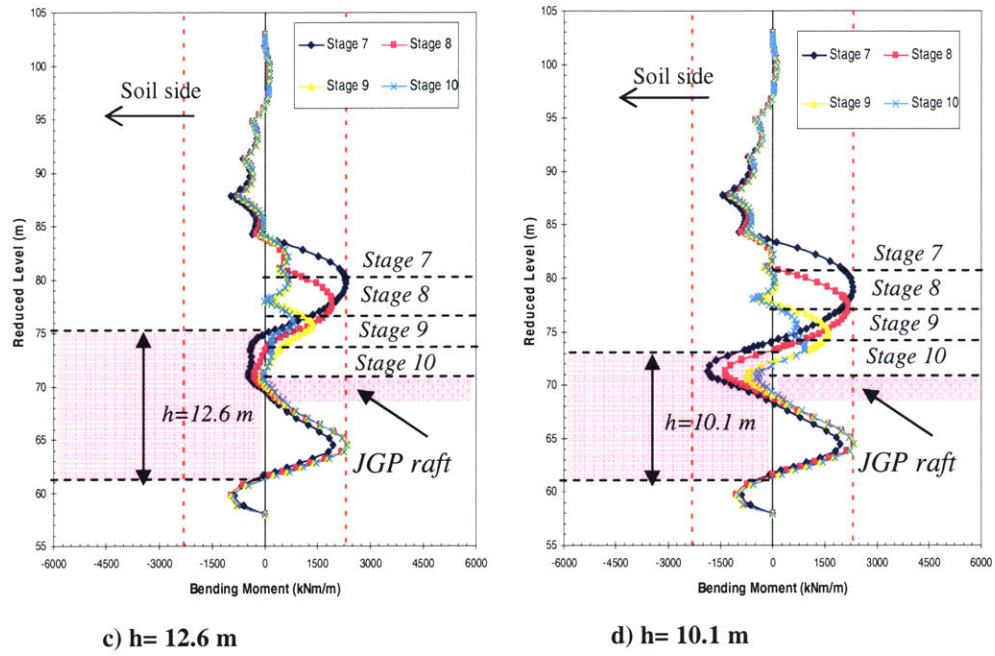 Reduced Level (m)
105
100
95
90
85
80
75
70
65
60
55
Stage 7 Stage 8
Stage 9 Stage 10
Soil side
Stage 7
Stage 8
Stage 9
Stage 10
h=12.6 m
JGP raft
-6000 -4500 -3000 -1500 0 1500 3000 4500 6000
Bending Moment (kNm/m)
c) h= 12.6 m
Reduced Level (m)
105
100
95
90
85
80
75
70
65
60
55
Stage 7 Stage 8
Stage 9 Stage 10
Soil side
Stage 7
Stage 8
Stage 9
Stage 10
h=10.1 m
JGP raft
-6000 -4500 -3000 -1500 0 1500 3000 4500 6000
Bending Moment (kNm/m)
d) h= 10.1 m